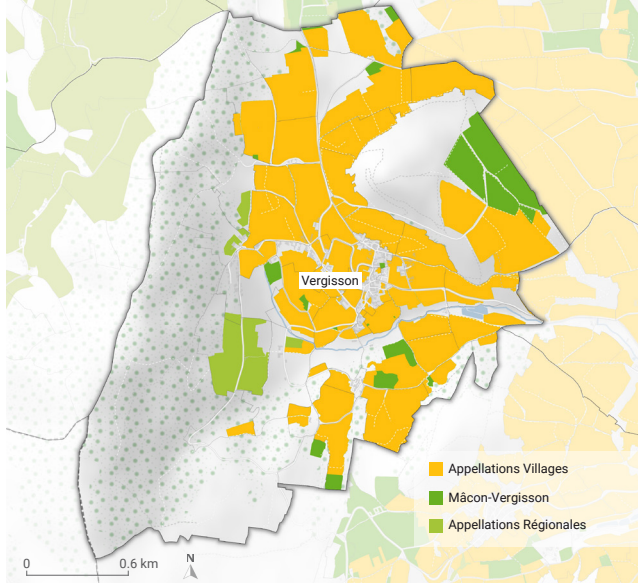 Vergisson
Appellations Villages
Mâcon-Vergisson
Appellations Régionales
0 0.6 km
N